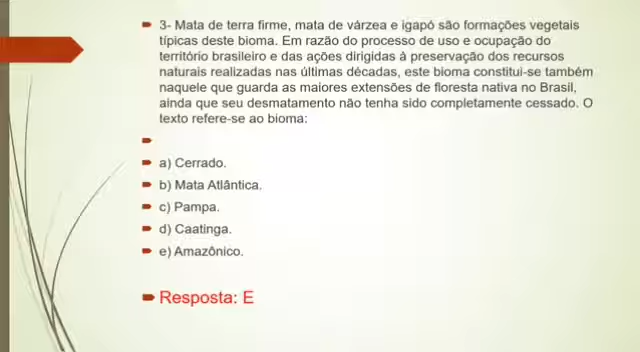 3- Mata de terra firme, mata de várzea e igapó são formações vegetais
típicas deste bioma. Em razão do processo de uso e ocupação do
território brasileiro e das ações dirigidas à preservação dos recursos
naturais realizadas nas últimas décadas, este bioma constitui-se também
naquele que guarda as maiores extensões de floresta nativa no Brasil,
ainda que seu desmatamento não tenha sido completamente cessado. O
texto refere-se ao bioma:
a) Cerrado.
b) Mata Atlântica.
c) Pampa.
d) Caatinga.
e) Amazônico.
Resposta: E